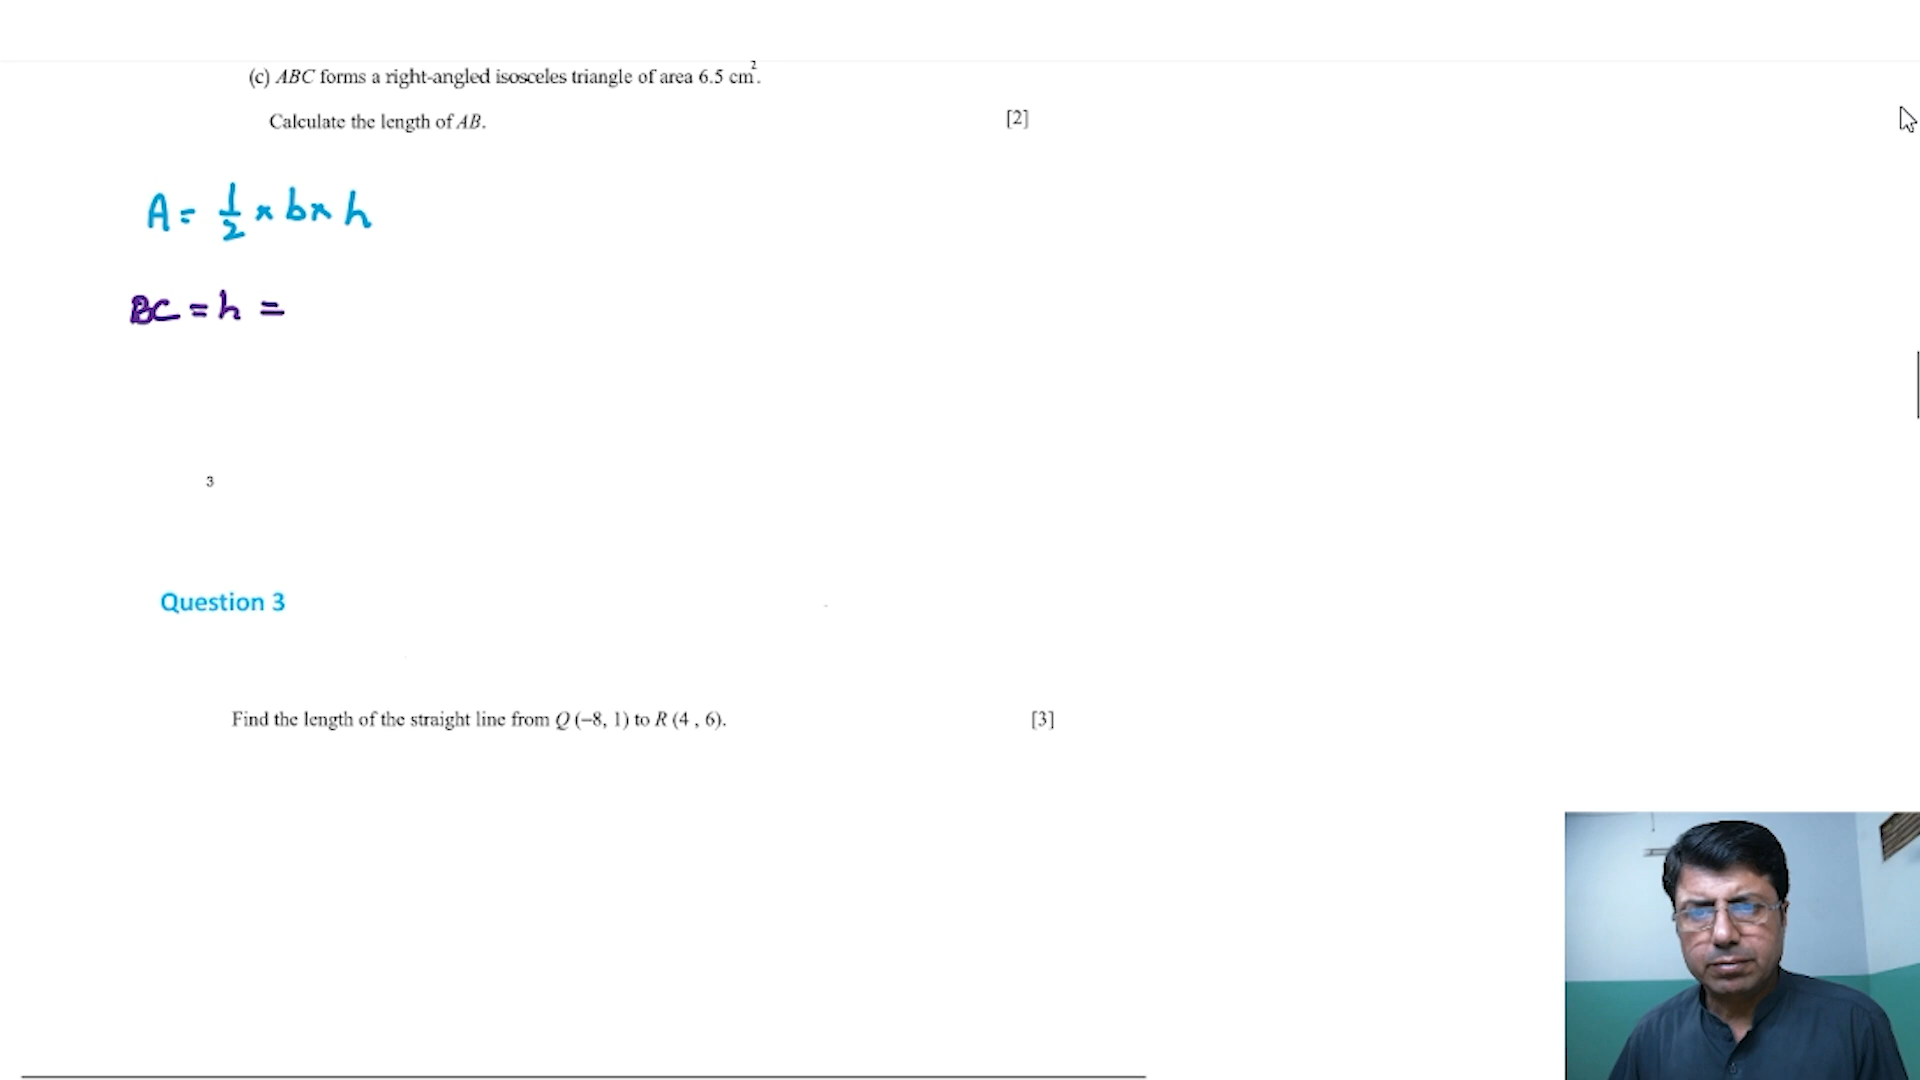 (c) ABC forms a right-angled isosceles triangle of area 6.5 cm².
Calculate the length of AB. [2]
A = 1/2 × b × h
BC = h =
3
Question 3
Find the length of the straight line from Q (−8, 1) to R (4 , 6). [3]